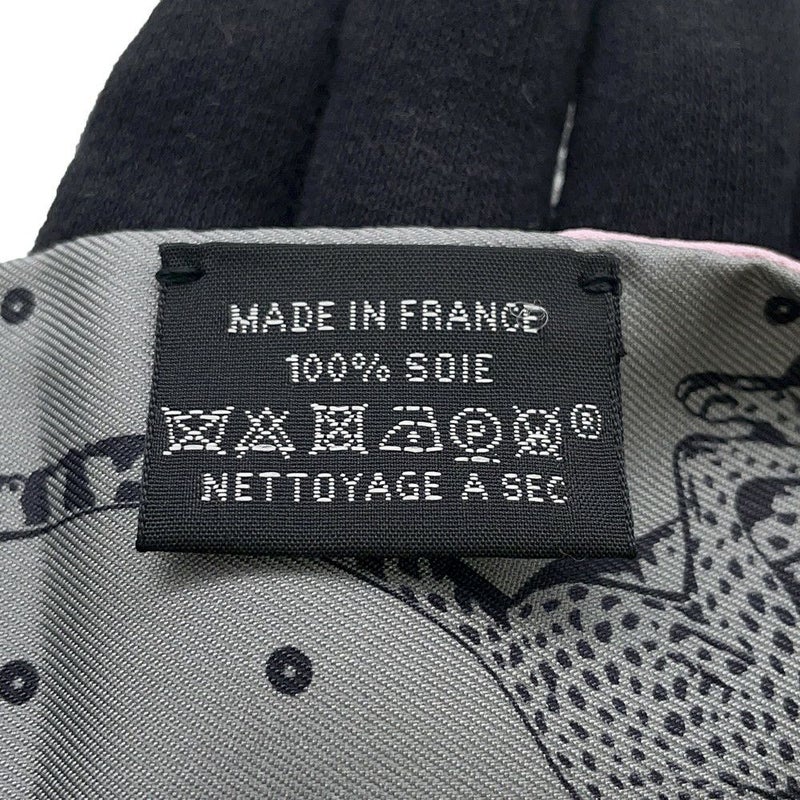 MADE IN FRANCE
100% SOIE
P W ®
NETTOYAGE A SEC